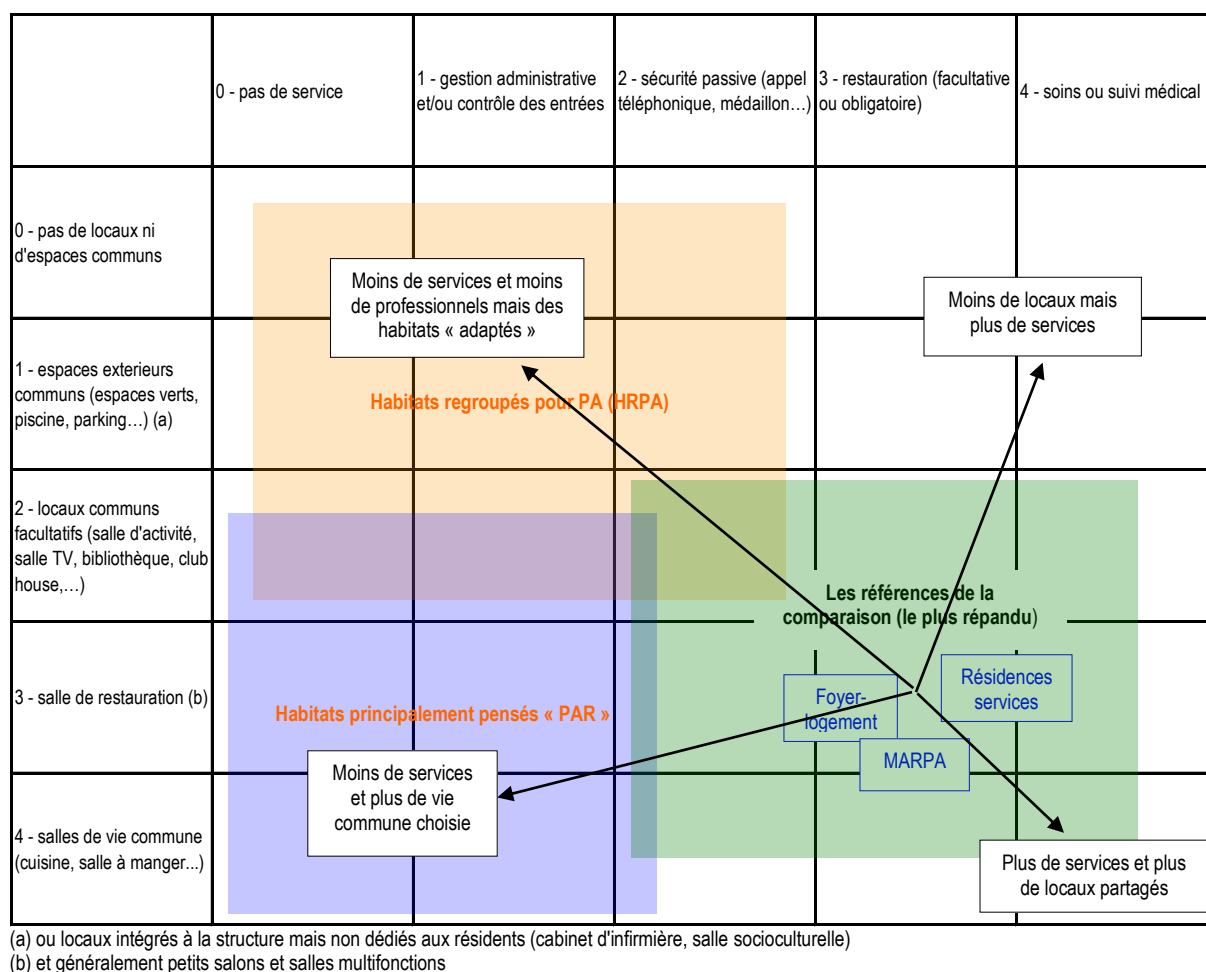 0 - pas de service
1 - gestion administrative
et/ou contrôle des entrées
2 - sécurité passive (appel
téléphonique, médaillon…)
3 - restauration (facultative
ou obligatoire)
4 - soins ou suivi médical
0 - pas de locaux ni
d'espaces communs
Moins de services et moins
de professionnels mais des
habitats « adaptés »
Moins de locaux mais
plus de services
1 - espaces exterieurs
communs (espaces verts,
piscine, parking…) (a)
Habitats regroupés pour PA (HRPA)
2 - locaux communs
facultatifs (salle d'activité,
salle TV, bibliothèque, club
house,…)
Les références de la
comparaison (le plus répandu)
3 - salle de restauration (b)
Habitats principalement pensés « PAR »
Foyer-
logement
Résidences
services
MARPA
4 - salles de vie commune
(cuisine, salle à manger...)
Moins de services
et plus de vie
commune choisie
Plus de services et plus
de locaux partagés
(a) ou locaux intégrés à la structure mais non dédiés aux résidents (cabinet d'infirmière, salle socioculturelle)
(b) et généralement petits salons et salles multifonctions